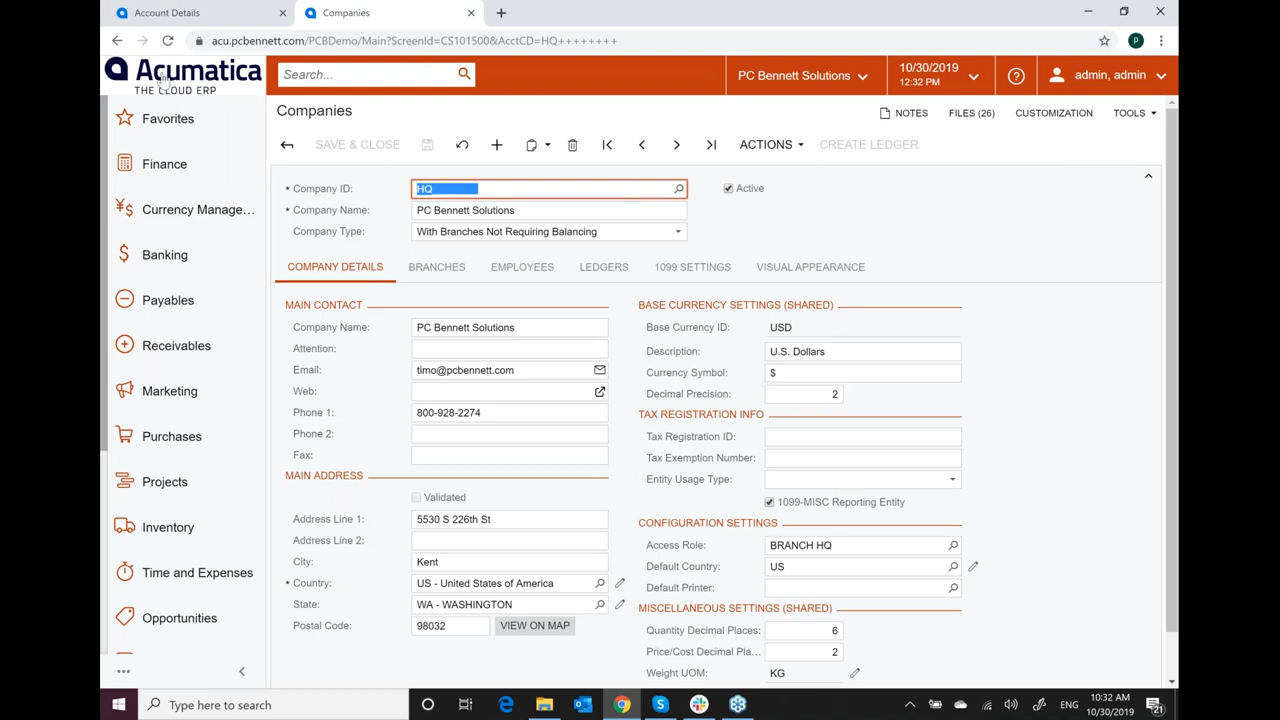 Account Details
Companies
acu.pcbennett.com/PCBDemo/Main?ScreenId=CS101500&AcctCD=HQ++++++++
P
Acumatica
THE CLOUD ERP
Search...
PC Bennett Solutions
10/30/2019
12:32 PM
admin, admin
Favorites
Finance
Currency Manage...
Banking
Payables
Receivables
Marketing
Purchases
Projects
Inventory
Time and Expenses
Opportunities
Companies
NOTES
FILES (26)
CUSTOMIZATION
TOOLS
SAVE & CLOSE
ACTIONS
CREATE LEDGER
* Company ID: HQ
Active
* Company Name: PC Bennett Solutions
Company Type: With Branches Not Requiring Balancing
COMPANY DETAILS
BRANCHES
EMPLOYEES
LEDGERS
1099 SETTINGS
VISUAL APPEARANCE
MAIN CONTACT
Company Name: PC Bennett Solutions
Attention:
Email: timo@pcbennett.com
Web:
Phone 1: 800-928-2274
Phone 2:
Fax:
MAIN ADDRESS
Validated
Address Line 1: 5530 S 226th St
Address Line 2:
City: Kent
* Country: US - United States of America
State: WA - WASHINGTON
Postal Code: 98032
VIEW ON MAP
BASE CURRENCY SETTINGS (SHARED)
Base Currency ID: USD
Description: U.S. Dollars
Currency Symbol: $
Decimal Precision: 2
TAX REGISTRATION INFO
Tax Registration ID:
Tax Exemption Number:
Entity Usage Type:
1099-MISC Reporting Entity
CONFIGURATION SETTINGS
Access Role: BRANCH HQ
Default Country: US
Default Printer:
MISCELLANEOUS SETTINGS (SHARED)
Quantity Decimal Places: 6
Price/Cost Decimal Pla... 2
Weight UOM: KG
Type here to search
ENG
10:32 AM
10/30/2019
21